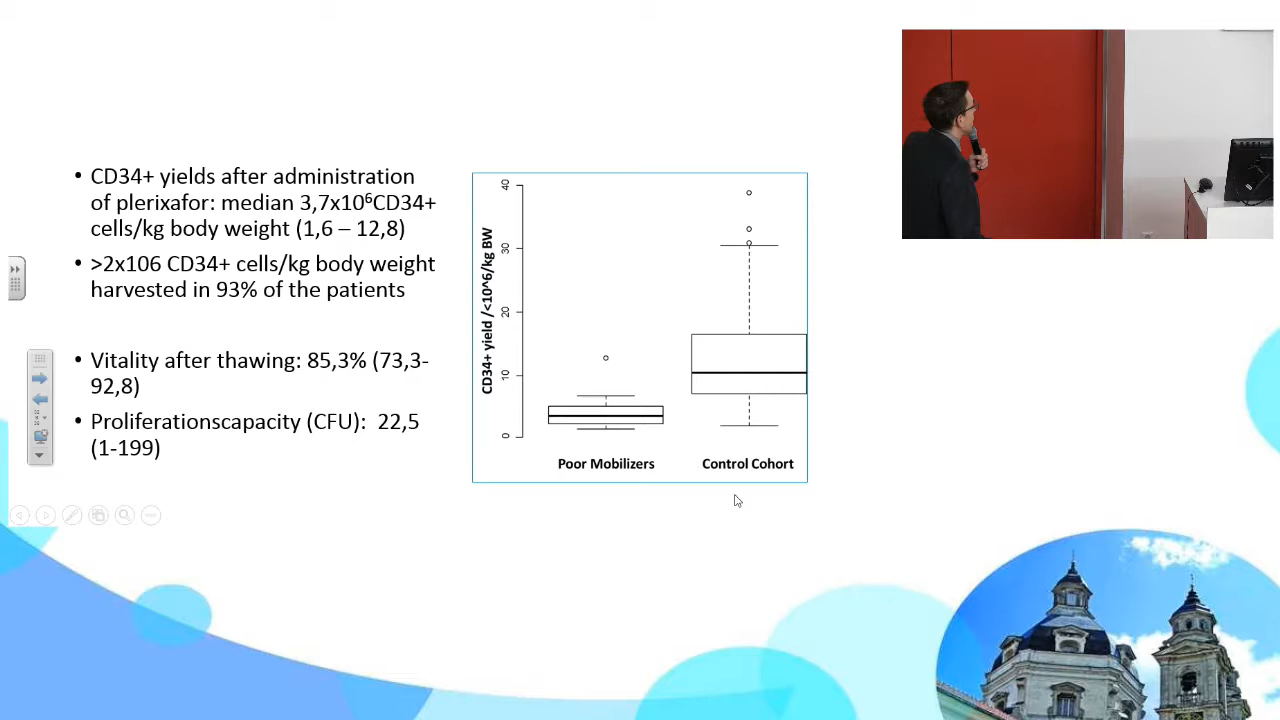 • CD34+ yields after administration
of plerixafor: median 3,7x10⁶CD34+
cells/kg body weight (1,6 – 12,8)
• >2x106 CD34+ cells/kg body weight
harvested in 93% of the patients
• Vitality after thawing: 85,3% (73,3-
92,8)
• Proliferationscapacity (CFU):  22,5
(1-199)
CD34+ yield /<10^6/kg BW
40
30
20
10
0
Poor Mobilizers
Control Cohort